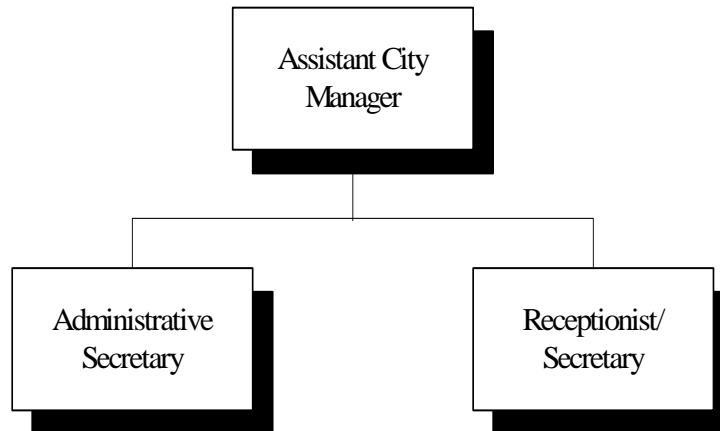 Assistant City
Manager
Administrative
Secretary
Receptionist/
Secretary